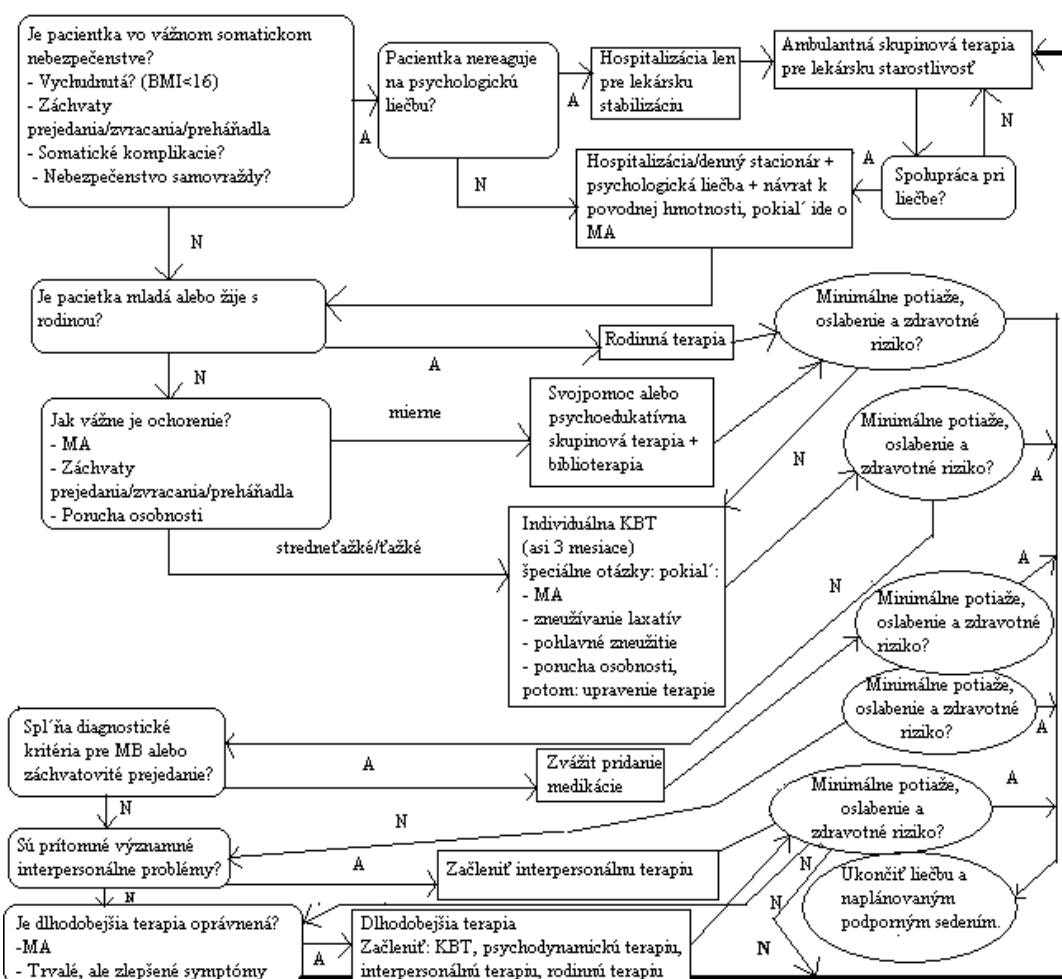 Je pacientka vo vážnom somatickom
nebezpečenstve?
- Vychudnutá? (BMI<16)
- Záchvaty
prejedania/zvracania/preháňadla
- Somatické komplikacie?
- Nebezpečenstvo samovraždy?
A
Pacientka nereaguje
na psychologickú
liečbu?
A
Hospitalizácia len
pre lekársku
stabilizáciu
Ambulantná skupinová terapia
pre lekársku starostlivosť
N
A
Spolupráca pri
liečbe?
N
Hospitalizácia/denný stacionár +
psychologická liečba + návrat k
povodnej hmotnosti, pokial´ ide o
MA
N
Je pacietka mladá alebo žije s
rodinou?
A
Rodinná terapia
Minimálne potiaže,
oslabenie a zdravotné
riziko?
N
Jak vážne je ochorenie?
- MA
- Záchvaty
prejedania/zvracania/preháňadla
- Porucha osobnosti
mierne
Svojpomoc alebo
psychoedukatívna
skupinová terapia +
biblioterapia
N
Minimálne potiaže,
oslabenie a
zdravotné riziko?
A
stredneťažké/ťažké
Individuálna KBT
(asi 3 mesiace)
špeciálne otázky: pokial´:
- MA
- zneužívanie laxatív
- pohlavné zneužitie
- porucha osobnosti,
potom: upravenie terapie
N
A
Minimálne potiaže,
oslabenie a zdravotné
riziko?
Minimálne potiaže,
oslabenie a zdravotné
riziko?
A
Spl´ňa diagnostické
kritéria pre MB alebo
záchvatovité prejedanie?
A
Zvážit pridanie
medikácie
N
N
Minimálne potiaže,
oslabenie a
zdravotné riziko?
A
Sú prítomné významné
interpersonálne problémy?
A
Začleniť interpersonálnu terapiu
N
N
N
Ukončiť liečbu a
naplánovaným
podporným sedením.
N
Je dlhodobejšia terapia oprávnená?
-MA
- Trvalé, ale zlepšené symptómy
A
Dlhodobejšia terapia
Začleniť: KBT, psychodynamickú terapiu,
interpersonálnú terapiu, rodinnú terapiu
N